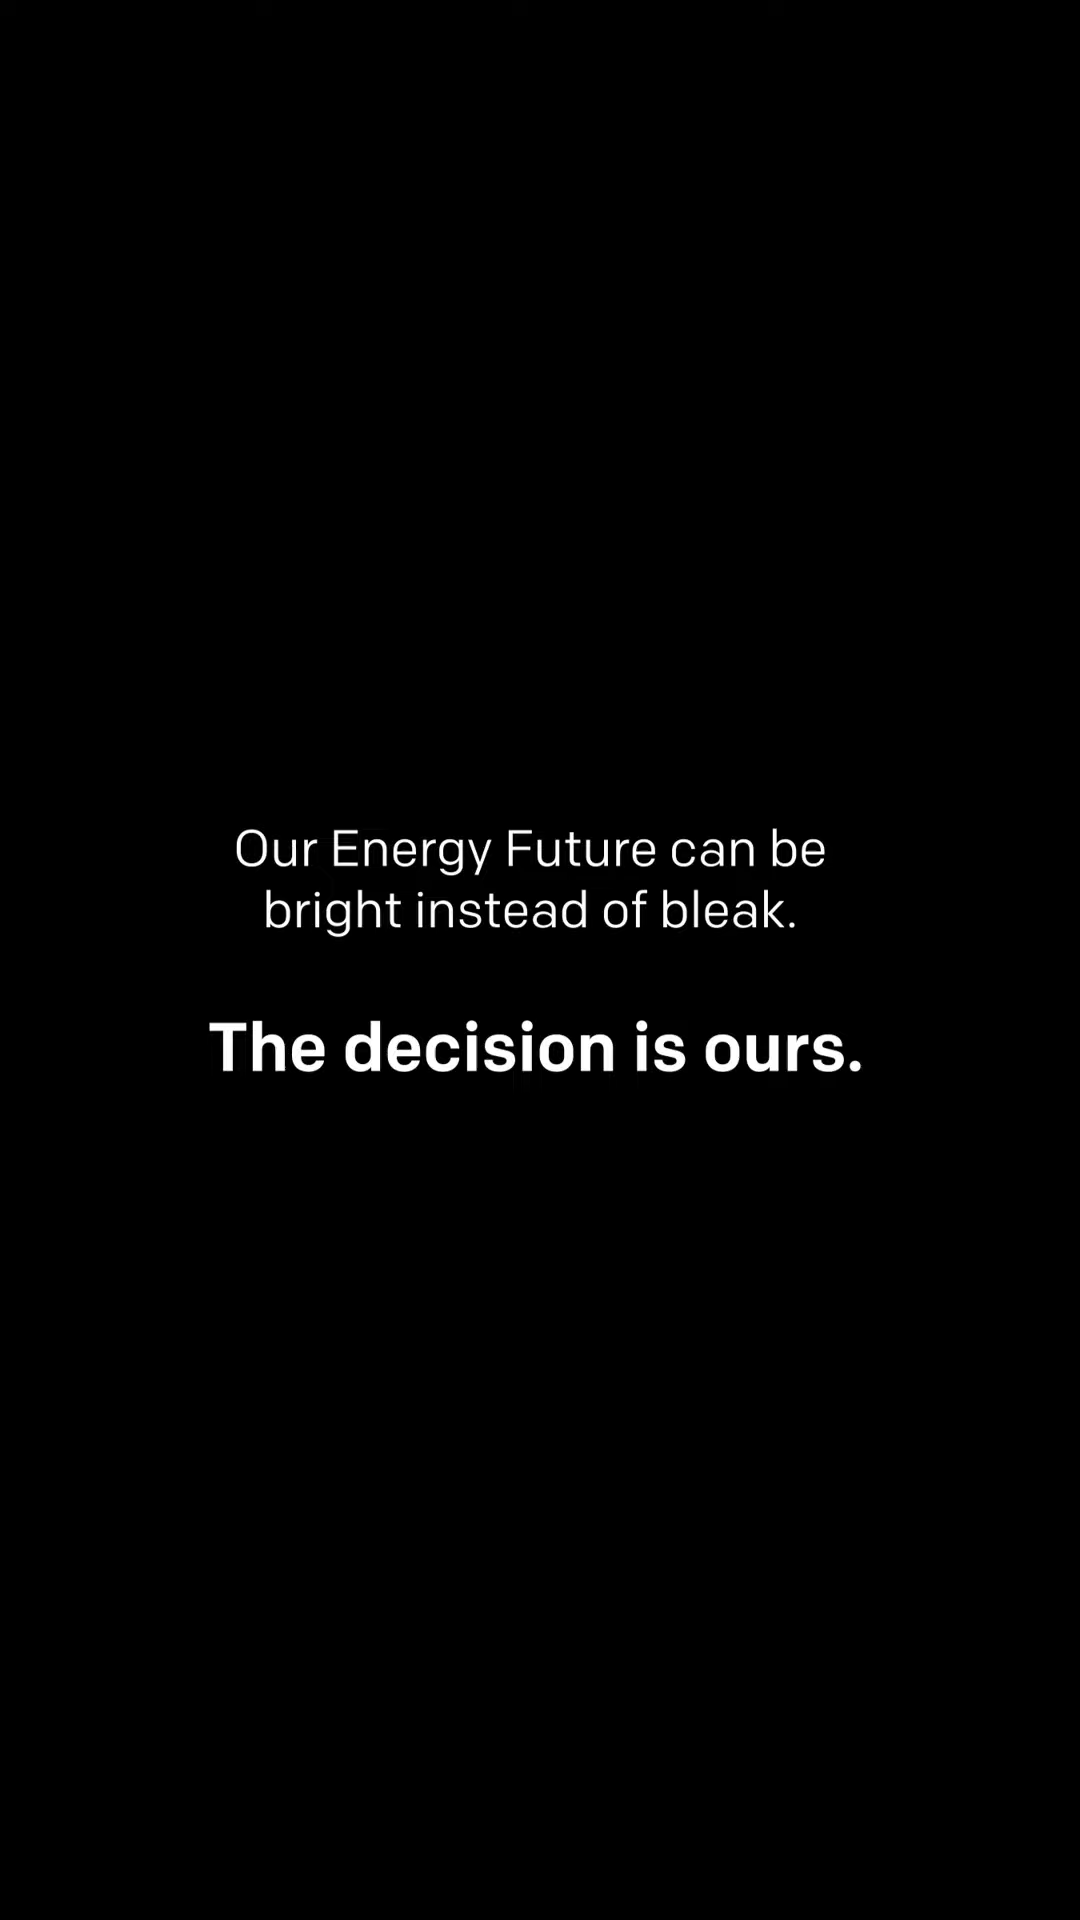 Our Energy Future can be
bright instead of bleak.
The decision is ours.